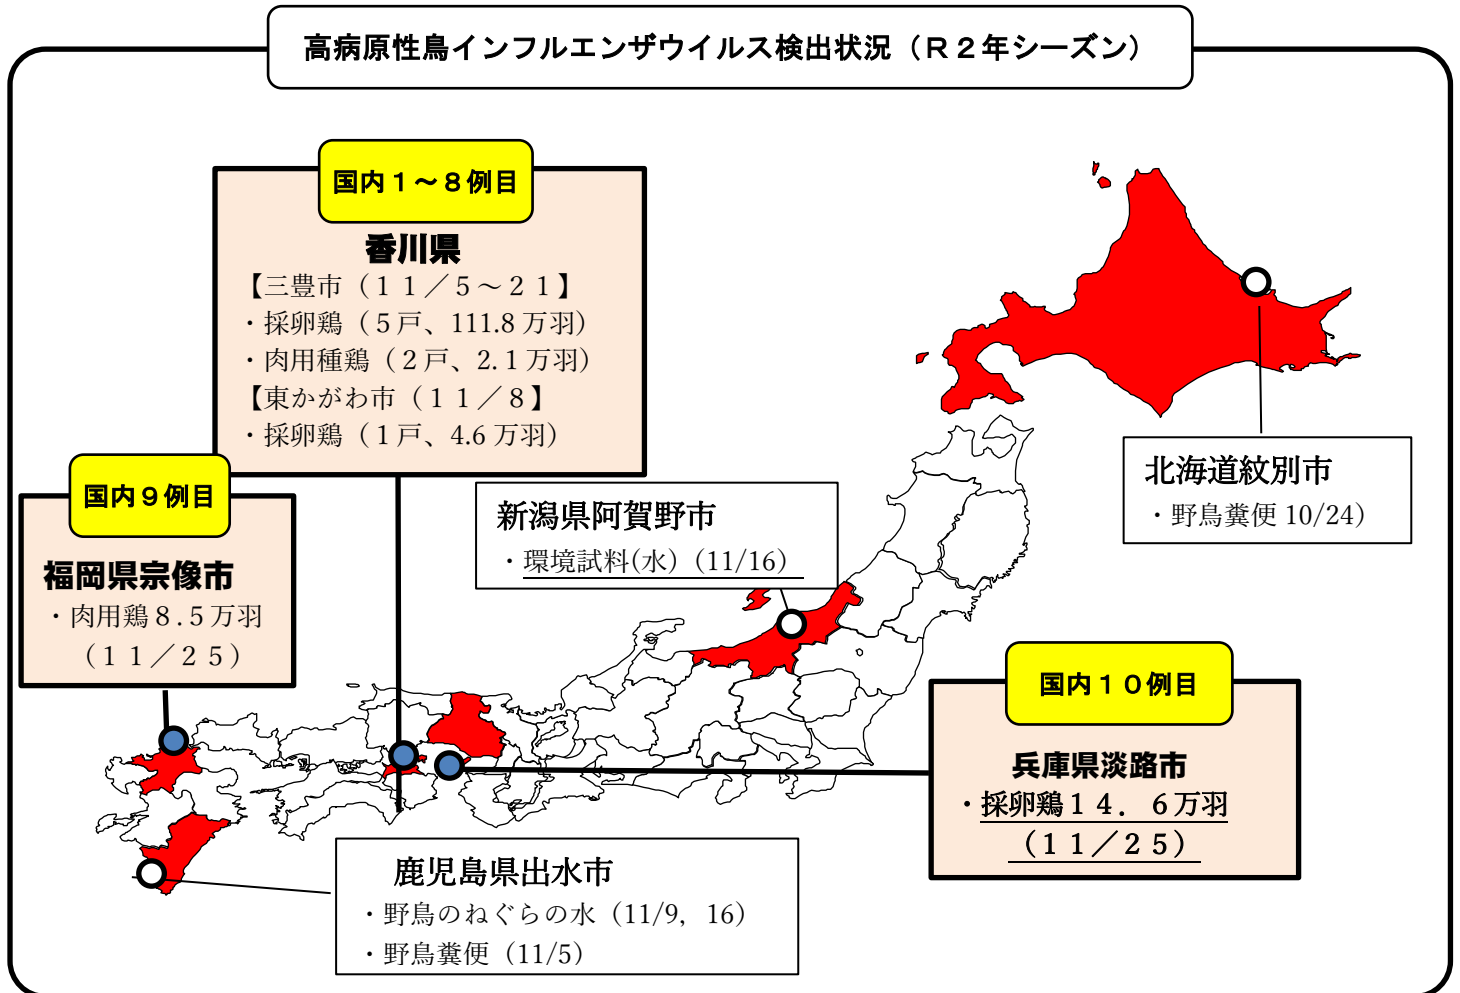 高病原性鳥インフルエンザウイルス検出状況（Ｒ２年シーズン）
国内１～８例目
香川県
【三豊市（１１／５～２１】
・採卵鶏（５戸、111.8 万羽）
・肉用種鶏（２戸、2.1 万羽）
【東かがわ市（１１／８】
・採卵鶏（１戸、4.6 万羽）
国内９例目
福岡県宗像市
・肉用鶏８.５万羽
（１１／２５）
新潟県阿賀野市
・環境試料(水)（11/16）
北海道紋別市
・野鳥糞便 10/24）
国内１０例目
兵庫県淡路市
・採卵鶏１４．６万羽
（１１／２５）
鹿児島県出水市
・野鳥のねぐらの水（11/9，16）
・野鳥糞便（11/5）